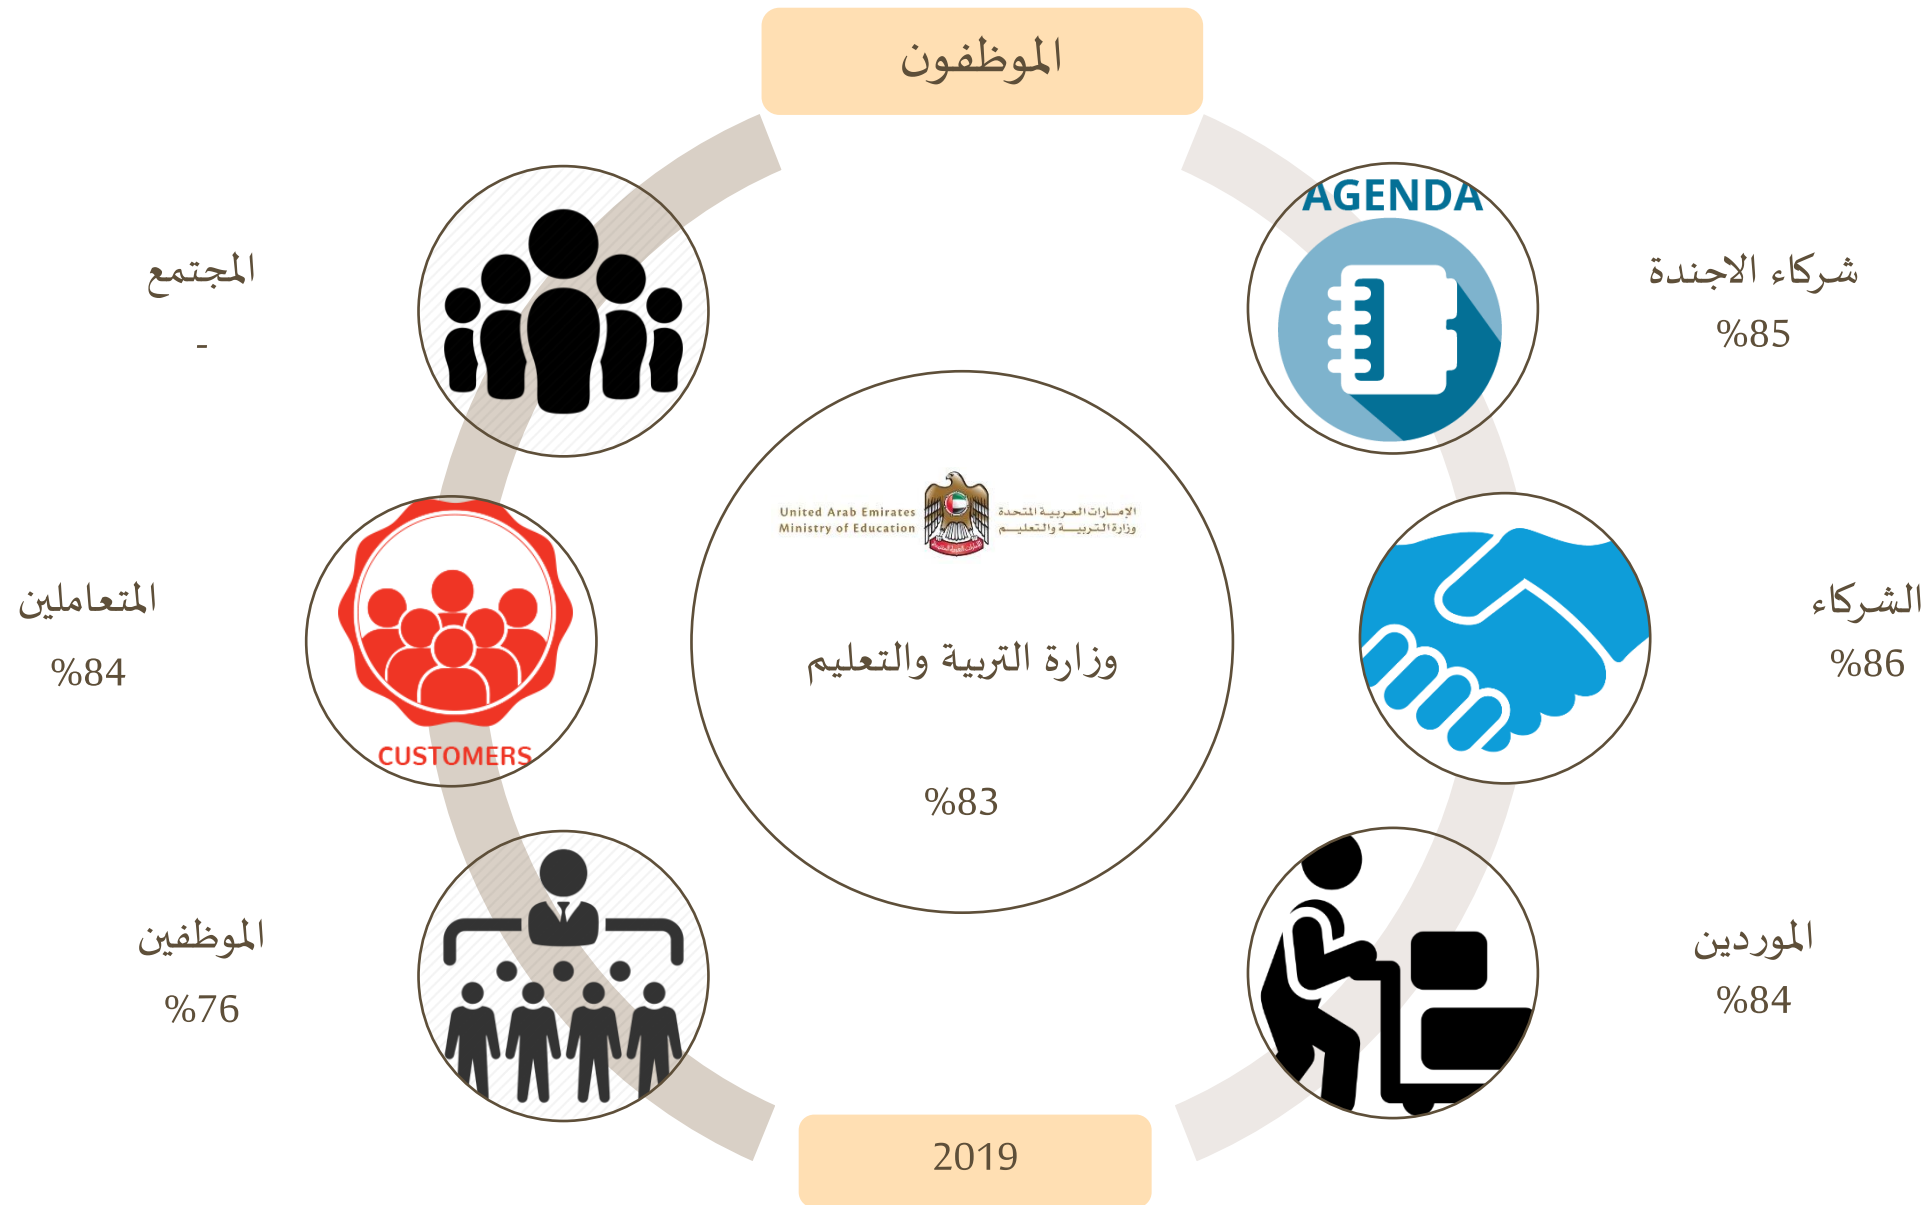 الموظفون
AGENDA
شركاء الاجندة
%85
المجتمع
-
United Arab Emirates
Ministry of Education
الإمارات العربية المتحدة
وزارة التربية والتعليم
الشركاء
%86
وزارة التربية والتعليم
%83
المتعاملين
%84
CUSTOMERS
الموردين
%84
الموظفين
%76
2019